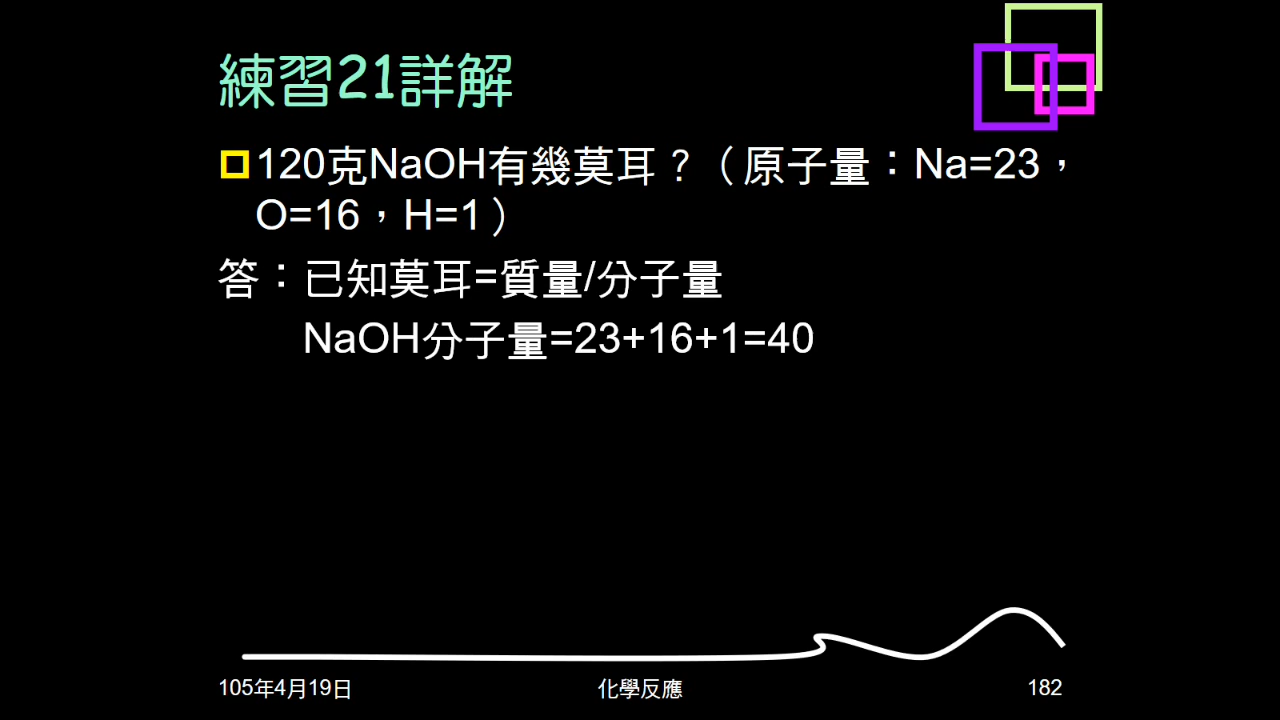 練習21詳解
120克NaOH有幾莫耳？（原子量：Na=23，
O=16，H=1）
答：已知莫耳=質量/分子量
NaOH分子量=23+16+1=40
105年4月19日
化學反應
182